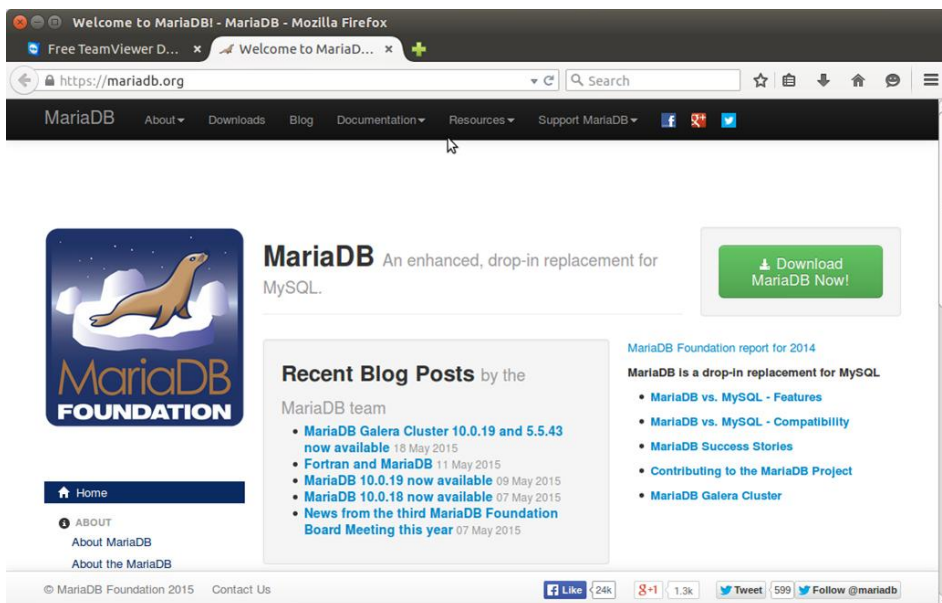 Welcome to MariaDB! - MariaDB - Mozilla Firefox
Free TeamViewer D... × Welcome to MariaD... ×
https://mariadb.org Search
MariaDB About Downloads Blog Documentation Resources Support MariaDB f g+
MariaDB An enhanced, drop-in replacement for
MySQL.
Download
MariaDB Now!
MariaDB
FOUNDATION
Recent Blog Posts by the
MariaDB team
• MariaDB Galera Cluster 10.0.19 and 5.5.43
now available 18 May 2015
• Fortran and MariaDB 11 May 2015
• MariaDB 10.0.19 now available 09 May 2015
• MariaDB 10.0.18 now available 07 May 2015
• News from the third MariaDB Foundation
Board Meeting this year 07 May 2015
MariaDB Foundation report for 2014
MariaDB is a drop-in replacement for MySQL
• MariaDB vs. MySQL - Features
• MariaDB vs. MySQL - Compatibility
• MariaDB Success Stories
• Contributing to the MariaDB Project
• MariaDB Galera Cluster
Home
ABOUT
About MariaDB
About the MariaDB
© MariaDB Foundation 2015 Contact Us f Like 24k g+1 1.3k Tweet 599 Follow @mariadb